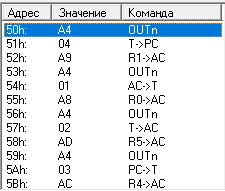 Адрес Значение Команда
50h: A4 OUTn
51h: 04 T->PC
52h: A9 R1->AC
53h: A4 OUTn
54h: 01 AC->T
55h: A8 R0->AC
56h: A4 OUTn
57h: 02 T->AC
58h: AD R5->AC
59h: A4 OUTn
5Ah: 03 PC->T
5Bh: AC R4->AC